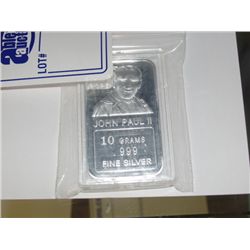 LOT#
JOHN PAUL II
10 GRAMS
.999
FINE SILVER